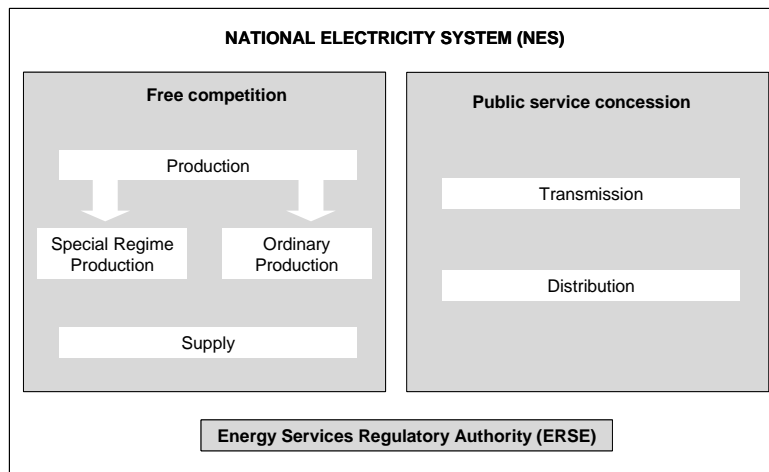 NATIONAL ELECTRICITY SYSTEM (NES)
Free competition
Production
Special Regime
Production
Ordinary
Production
Supply
Public service concession
Transmission
Distribution
Energy Services Regulatory Authority (ERSE)